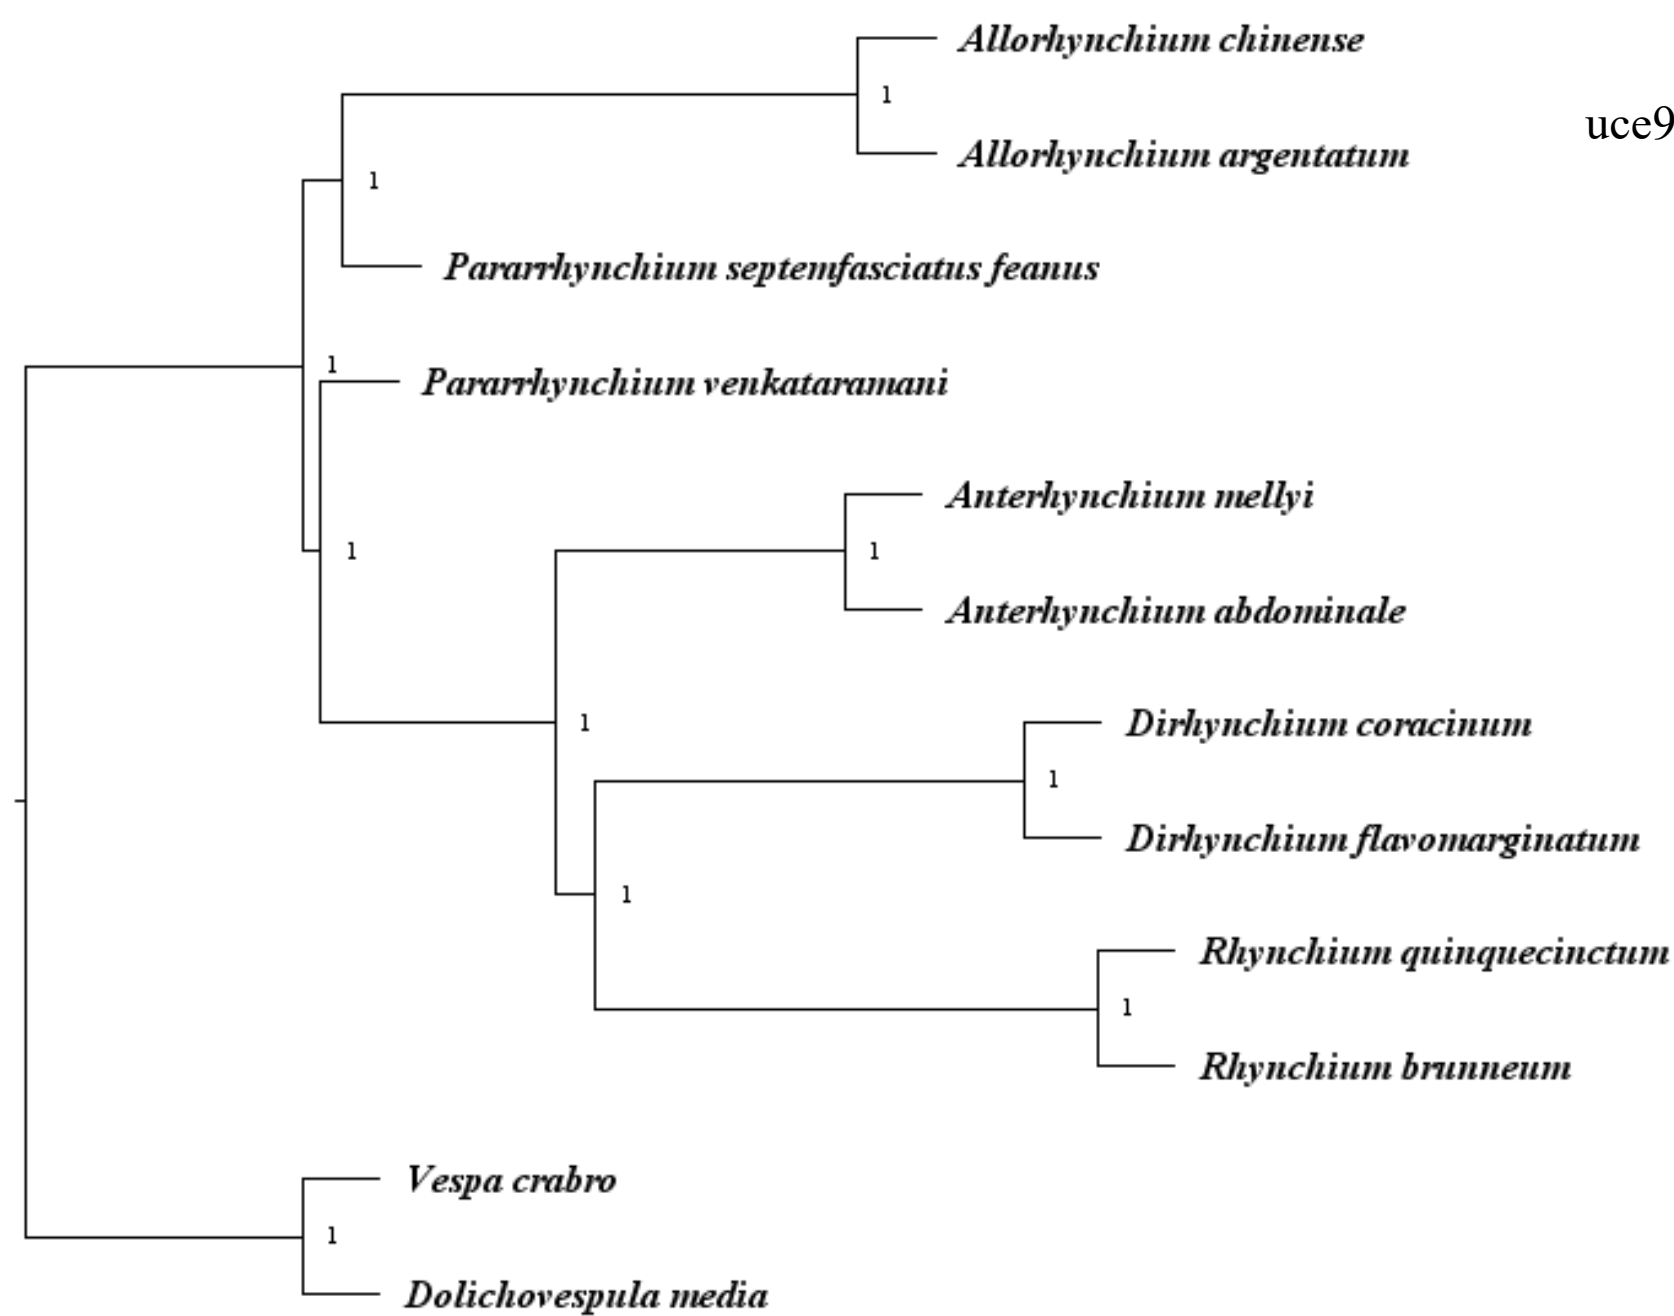 Allorhynchium chinense
1
uce9
Allorhynchium argentatum
1
Pararrhynchium septemfasciatus feanus
1
Pararrhynchium venkataramani
Anterhynchium mellyi
1
1
Anterhynchium abdominale
Dirhynchium coracinum
1
1
Dirhynchium flavomarginatum
1
Rhynchium quinquecinctum
1
Rhynchium brunneum
Vespa crabro
1
Dolichovespula media